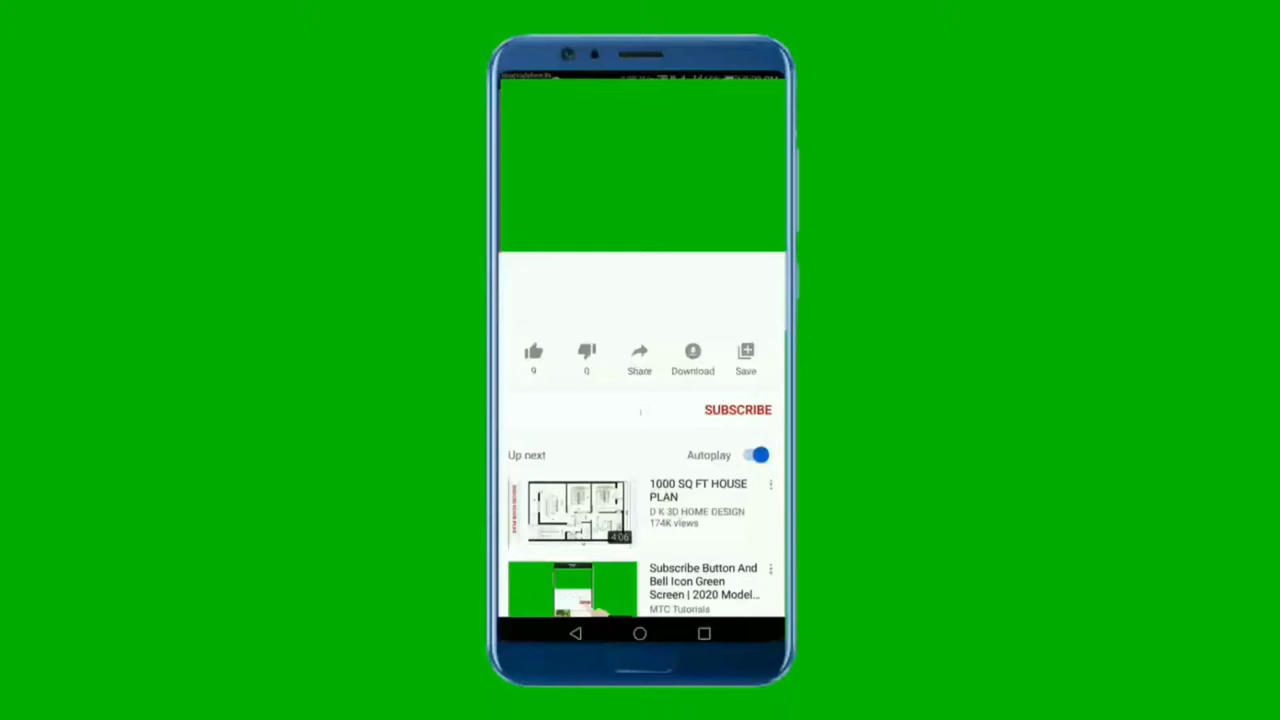 9
0
Share
Download
Save
SUBSCRIBE
Up next
Autoplay
1000 SQ FT HOUSE
PLAN
D K 3D HOME DESIGN
174K views
4:06
Subscribe Button And
Bell Icon Green
Screen | 2020 Model...
MTC Tutorials